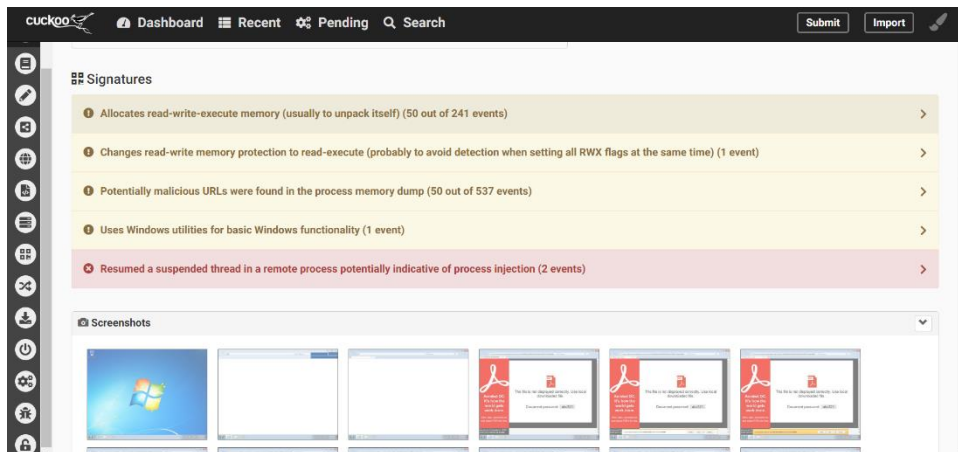 cuckoo Dashboard Recent Pending Search Submit Import
Signatures
Allocates read-write-execute memory (usually to unpack itself) (50 out of 241 events)
Changes read-write memory protection to read-execute (probably to avoid detection when setting all RWX flags at the same time) (1 event)
Potentially malicious URLs were found in the process memory dump (50 out of 537 events)
Uses Windows utilities for basic Windows functionality (1 event)
Resumed a suspended thread in a remote process potentially indicative of process injection (2 events)
Screenshots